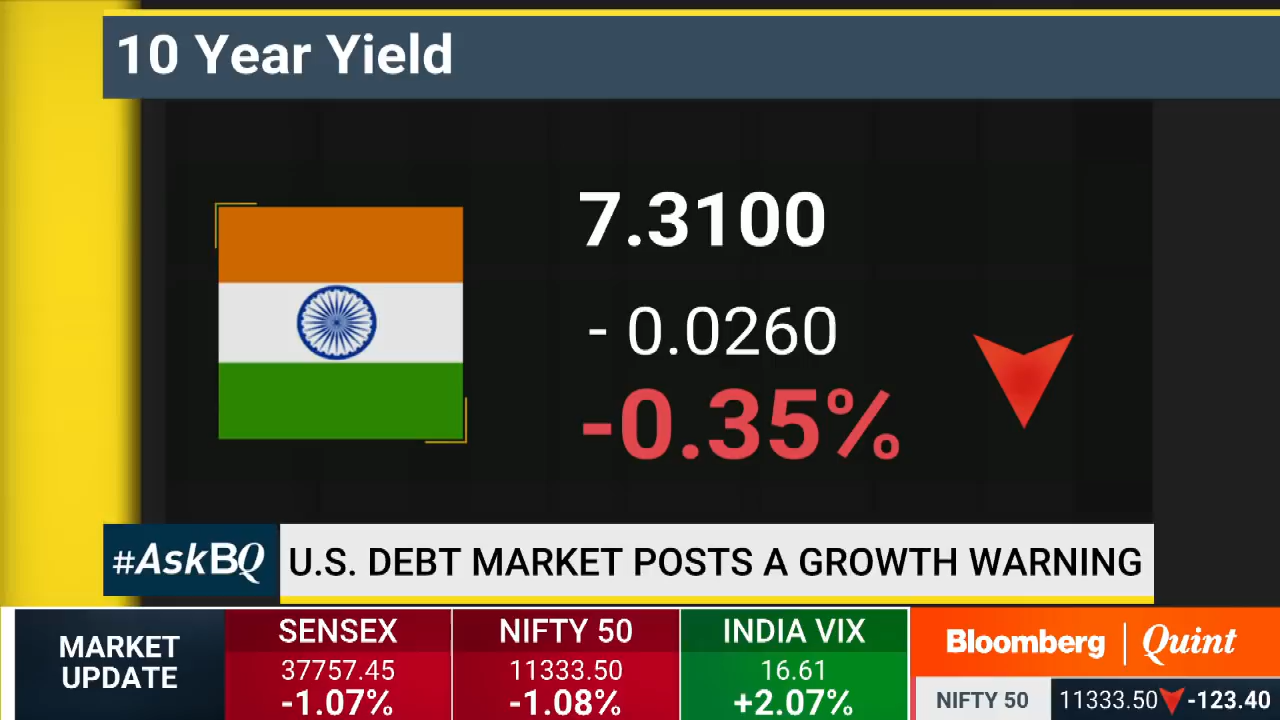 10 Year Yield
7.3100
- 0.0260
-0.35%
#AskBQ
U.S. DEBT MARKET POSTS A GROWTH WARNING
MARKET UPDATE
SENSEX
37757.45
-1.07%
NIFTY 50
11333.50
-1.08%
INDIA VIX
16.61
+2.07%
Bloomberg | Quint
NIFTY 50 11333.50 -123.40